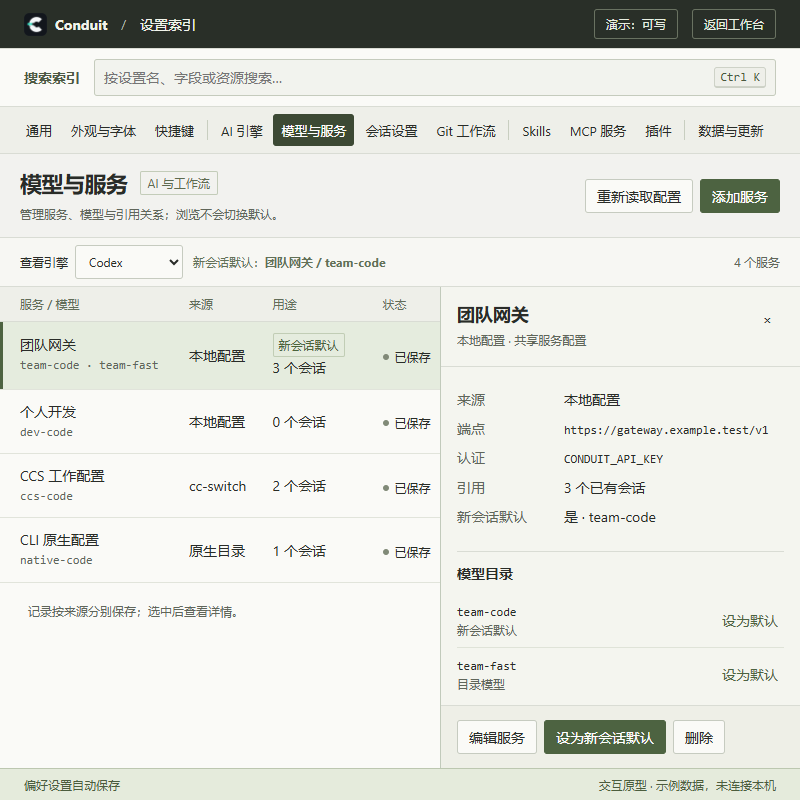 Conduit / 设置索引
演示：可写
返回工作台
搜索索引
按设置名、字段或资源搜索...
Ctrl K
通用
外观与字体
快捷键
AI 引擎
模型与服务
会话设置
Git 工作流
Skills
MCP 服务
插件
数据与更新
模型与服务
AI 与工作流
管理服务、模型与引用关系；浏览不会切换默认。
重新读取配置
添加服务
查看引擎
Codex
新会话默认：团队网关 / team-code
4 个服务
服务 / 模型
来源
用途
状态
团队网关
team-code · team-fast
本地配置
新会话默认
3 个会话
已保存
个人开发
dev-code
本地配置
0 个会话
已保存
CCS 工作配置
ccs-code
cc-switch
2 个会话
已保存
CLI 原生配置
native-code
原生目录
1 个会话
已保存
记录按来源分别保存；选中后查看详情。
团队网关
×
本地配置 · 共享服务配置
来源
本地配置
端点
https://gateway.example.test/v1
认证
CONDUIT_API_KEY
引用
3 个已有会话
新会话默认
是 · team-code
模型目录
team-code
新会话默认
设为默认
team-fast
目录模型
设为默认
编辑服务
设为新会话默认
删除
偏好设置自动保存
交互原型 · 示例数据，未连接本机